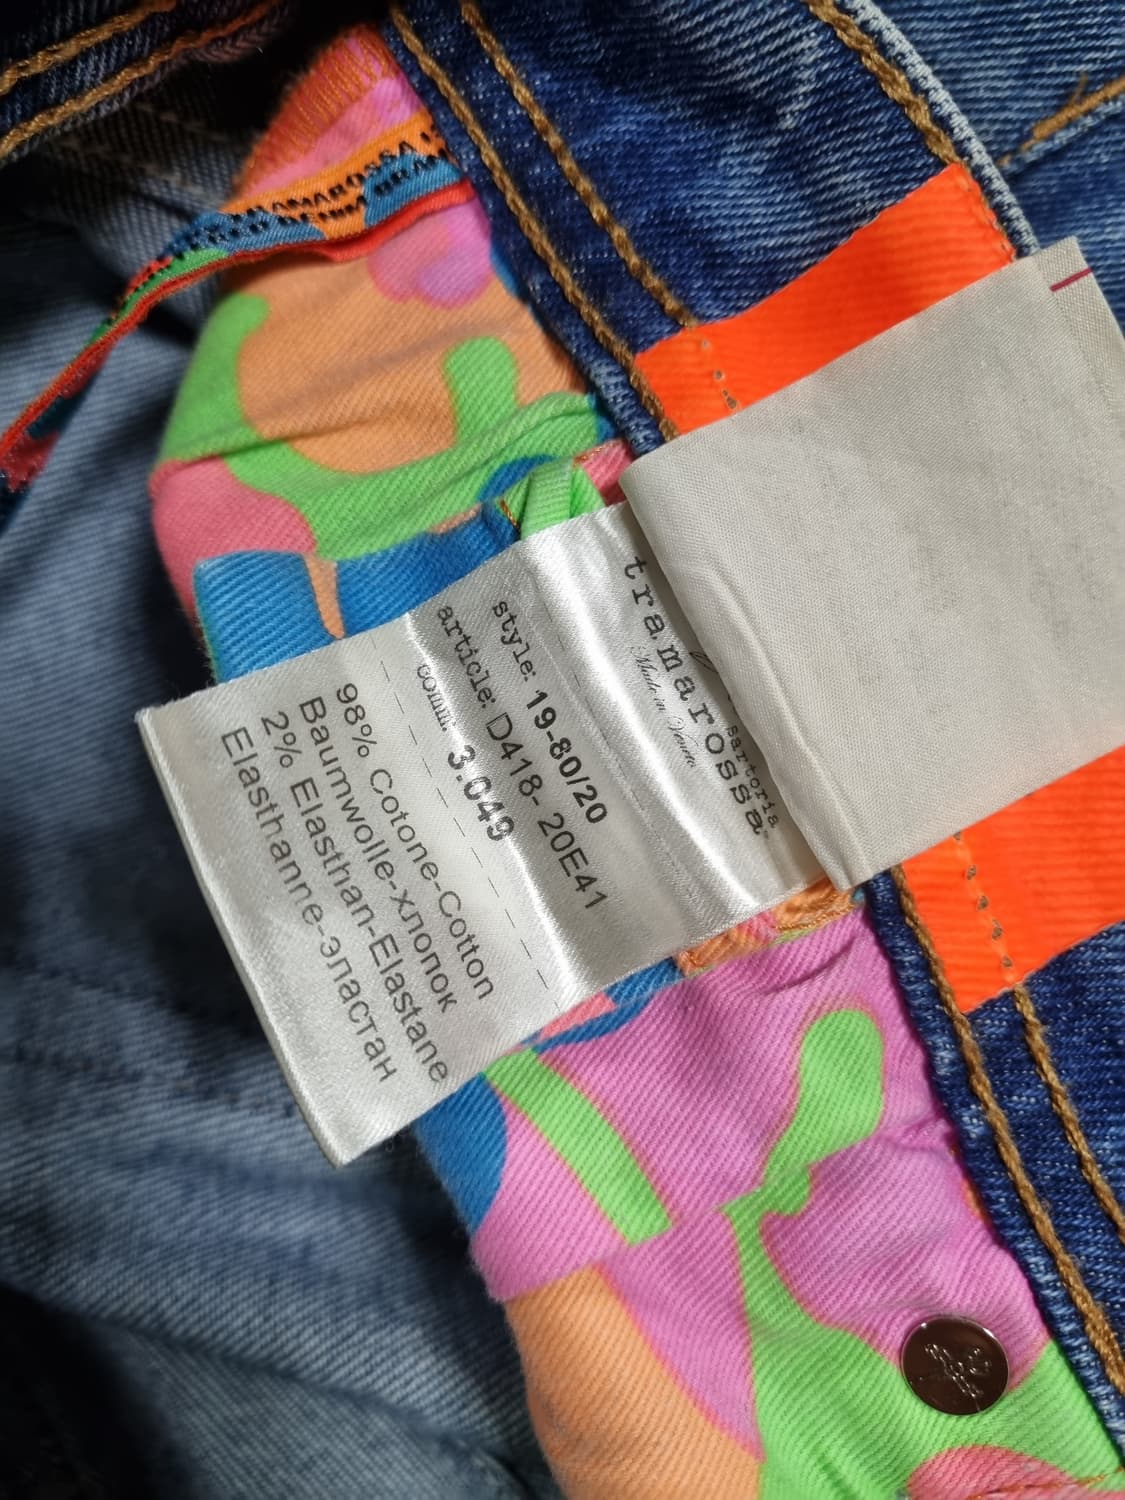 sartoria
tramarossa
Made in Veneto.
style: 19-80/20
article: D418- 20E41
comm. 3.049
98% Cotone-Cotton
Baumwolle-хлопок
2% Elasthan-Elastane
Elasthanne-эластан